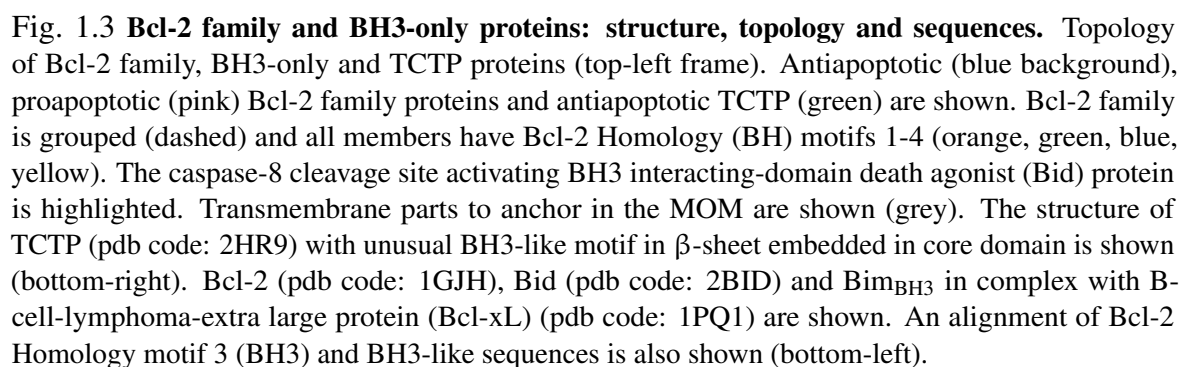 Fig. 1.3 Bcl-2 family and BH3-only proteins: structure, topology and sequences. Topology
of Bcl-2 family, BH3-only and TCTP proteins (top-left frame). Antiapoptotic (blue background),
proapoptotic (pink) Bcl-2 family proteins and antiapoptotic TCTP (green) are shown. Bcl-2 family
is grouped (dashed) and all members have Bcl-2 Homology (BH) motifs 1-4 (orange, green, blue,
yellow). The caspase-8 cleavage site activating BH3 interacting-domain death agonist (Bid) protein
is highlighted. Transmembrane parts to anchor in the MOM are shown (grey). The structure of
TCTP (pdb code: 2HR9) with unusual BH3-like motif in β-sheet embedded in core domain is shown
(bottom-right). Bcl-2 (pdb code: 1GJH), Bid (pdb code: 2BID) and BimBH3 in complex with B-
cell-lymphoma-extra large protein (Bcl-xL) (pdb code: 1PQ1) are shown. An alignment of Bcl-2
Homology motif 3 (BH3) and BH3-like sequences is also shown (bottom-left).